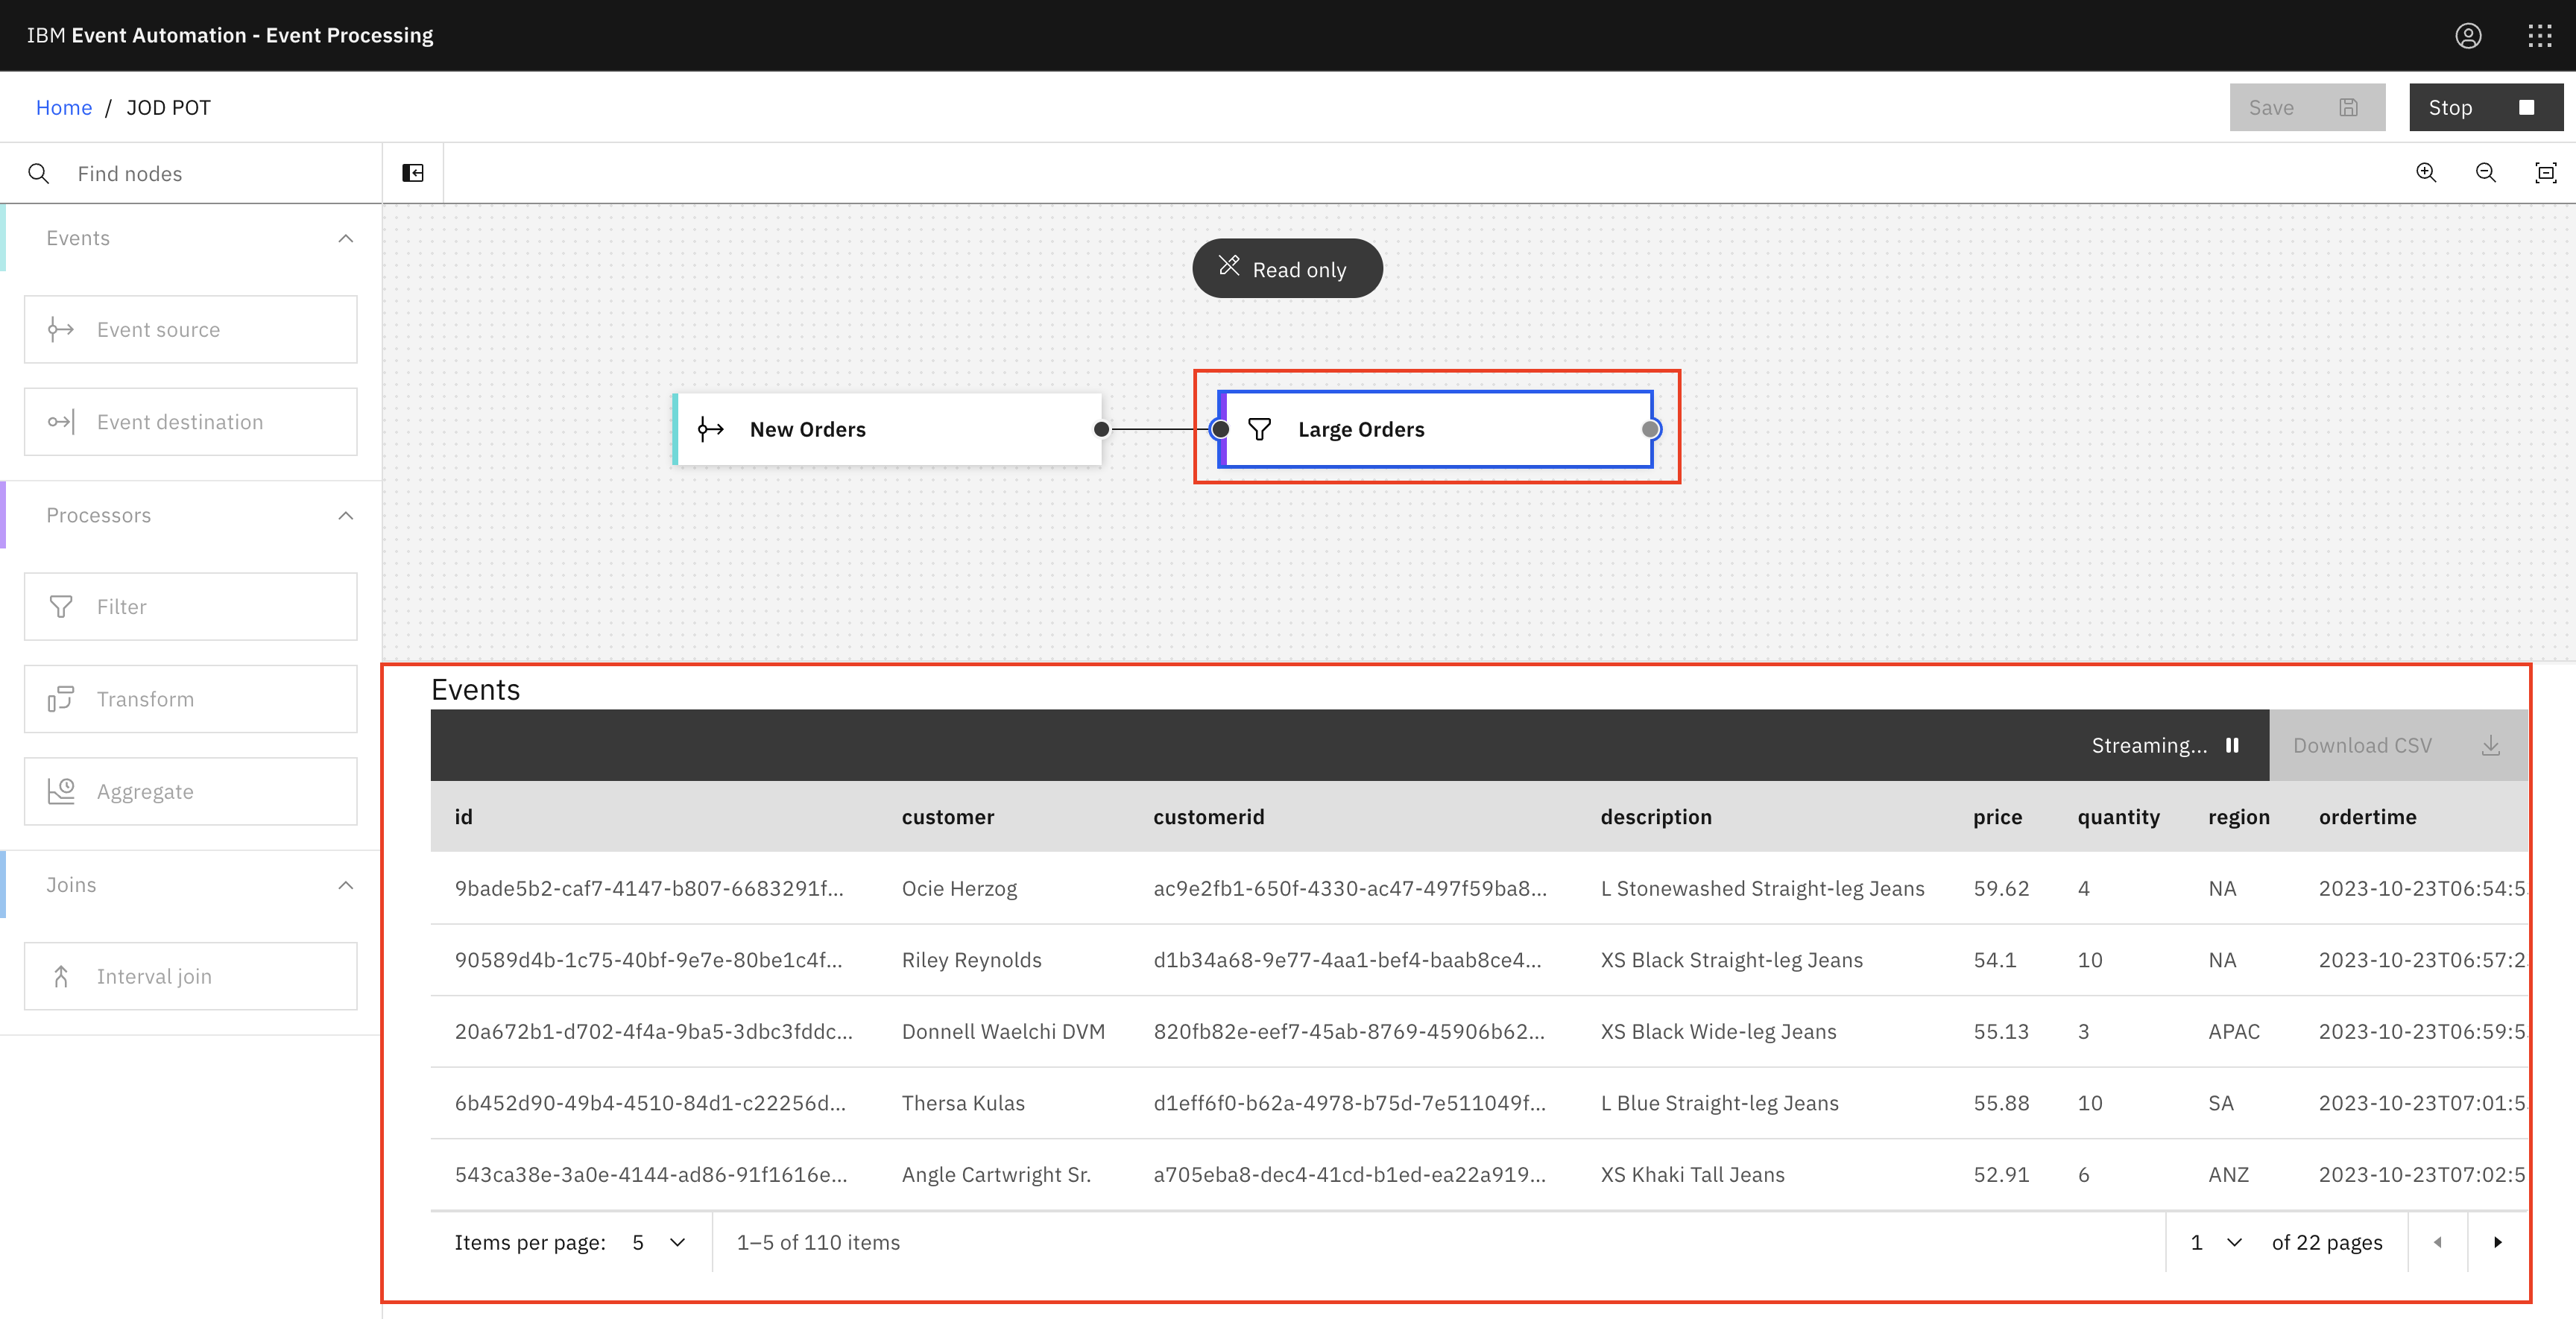 IBM Event Automation - Event Processing
Home / JOD POT
Save
Stop
Find nodes
Events
Event source
Event destination
Processors
Filter
Transform
Aggregate
Joins
Interval join
Read only
New Orders
Large Orders
Events
Streaming...
Download CSV
id customer customerid description price quantity region ordertime
9bade5b2-caf7-4147-b807-6683291f... Ocie Herzog ac9e2fb1-650f-4330-ac47-497f59ba8... L Stonewashed Straight-leg Jeans 59.62 4 NA 2023-10-23T06:54:5
90589d4b-1c75-40bf-9e7e-80be1c4f... Riley Reynolds d1b34a68-9e77-4aa1-bef4-baab8ce4... XS Black Straight-leg Jeans 54.1 10 NA 2023-10-23T06:57:2
20a672b1-d702-4f4a-9ba5-3dbc3fddc... Donnell Waelchi DVM 820fb82e-eef7-45ab-8769-45906b62... XS Black Wide-leg Jeans 55.13 3 APAC 2023-10-23T06:59:5
6b452d90-49b4-4510-84d1-c22256d... Thersa Kulas d1eff6f0-b62a-4978-b75d-7e511049f... L Blue Straight-leg Jeans 55.88 10 SA 2023-10-23T07:01:5
543ca38e-3a0e-4144-ad86-91f1616e... Angle Cartwright Sr. a705eba8-dec4-41cd-b1ed-ea22a919... XS Khaki Tall Jeans 52.91 6 ANZ 2023-10-23T07:02:5
Items per page: 5 1–5 of 110 items 1 of 22 pages